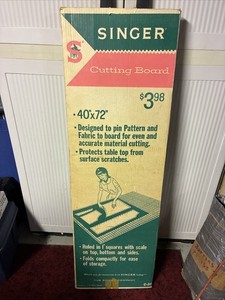 SINGER
S
Cutting Board
$3.98
• 40"x72"
• Designed to pin Pattern and
Fabric to board for even and
accurate material cutting.
• Protects table top from
surface scratches.
• Ruled in 1" squares with scale
on top, bottom and sides.
• Folds compactly for ease
of storage.
SINGER